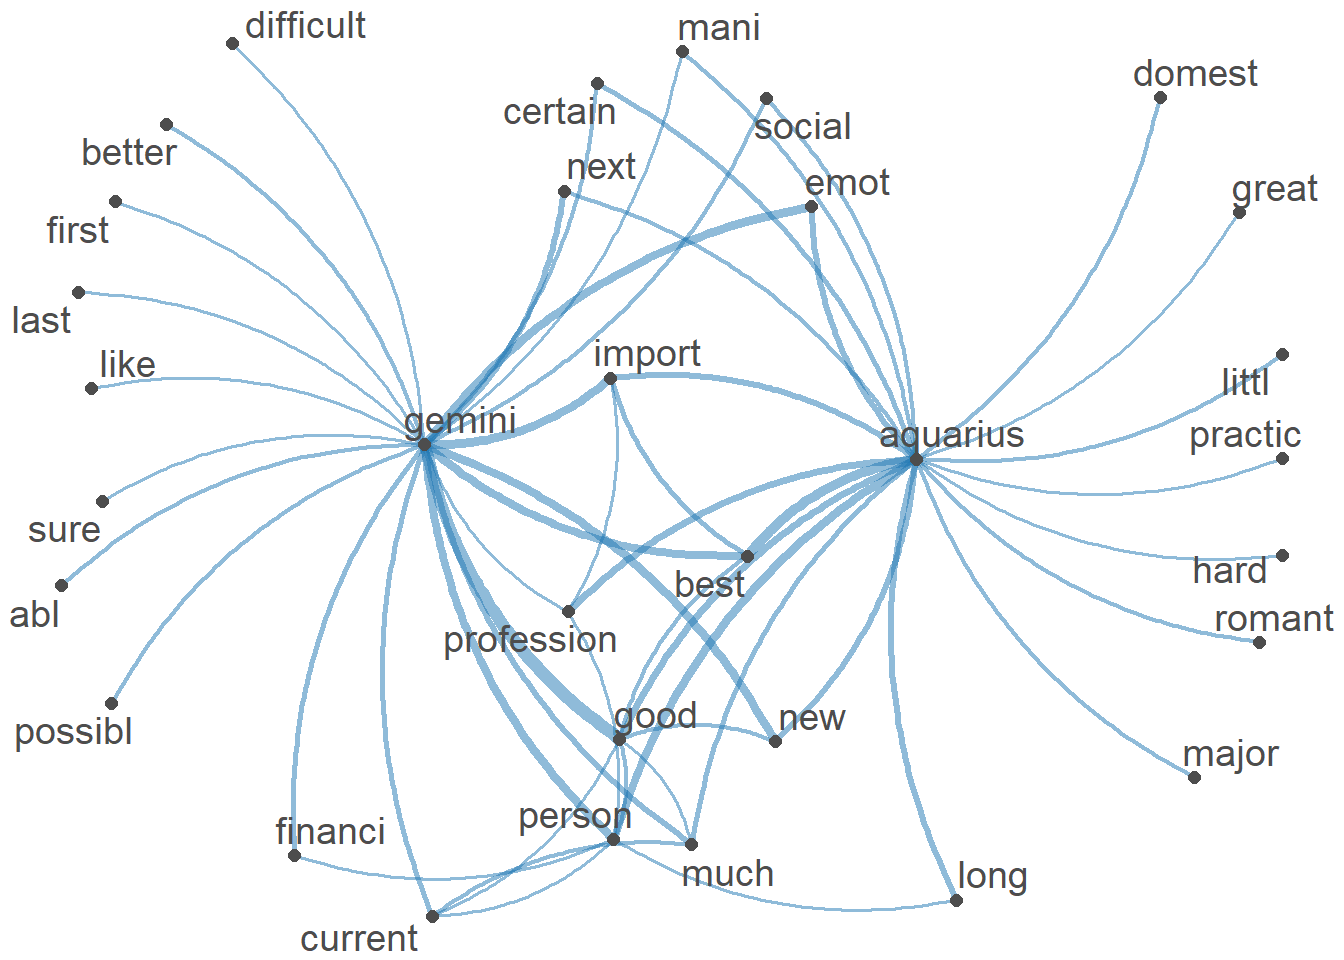 difficult
mani
domest
certain
social
better
next
emot
great
first
last
import
like
littl
gemini
aquarius
practic
sure
hard
best
abl
romant
profession
good
new
possibl
major
person
financi
much
long
current